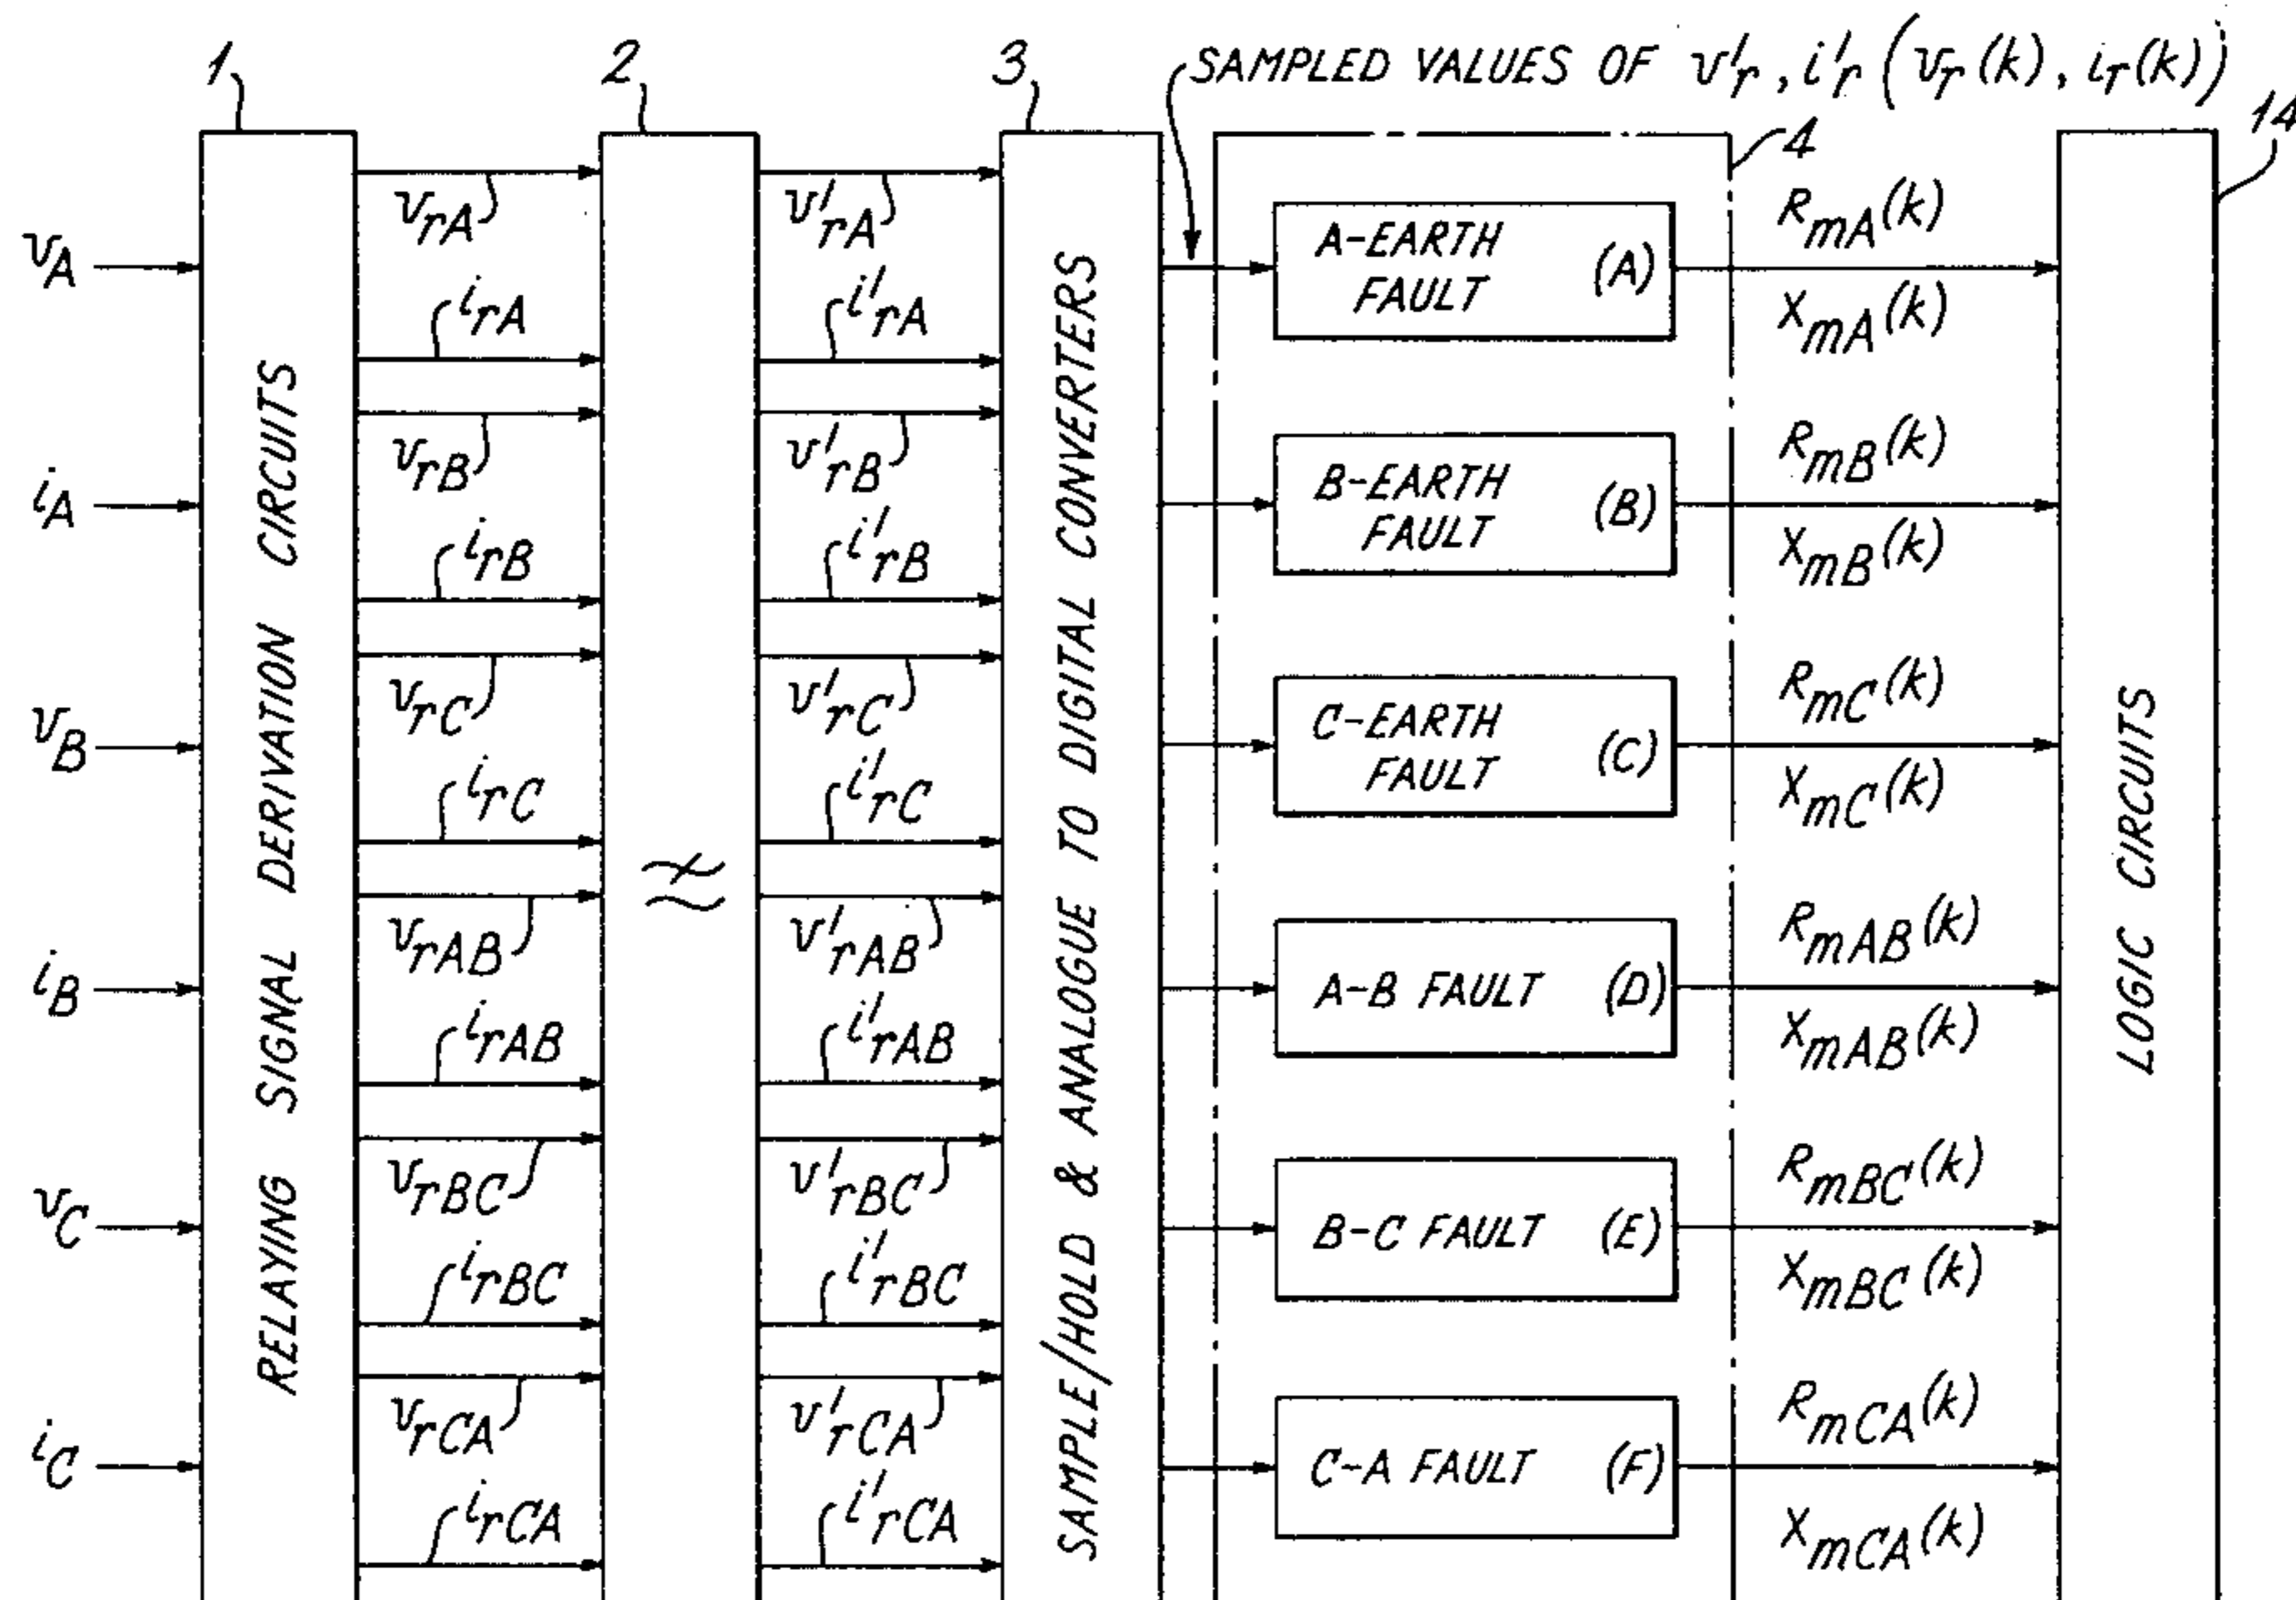 1
2
3
SAMPLED VALUES OF v'r, i'r (vr(k), ir(k))
4
14
vA
iA
vB
iB
vC
iC
RELAYING SIGNAL DERIVATION CIRCUITS
vrA
irA
vrB
irB
vrC
irC
vrAB
irAB
vrBC
irBC
vrCA
irCA
v'rA
i'rA
v'rB
i'rB
v'rC
i'rC
v'rAB
i'rAB
v'rBC
i'rBC
v'rCA
i'rCA
SAMPLE/HOLD & ANALOGUE TO DIGITAL CONVERTERS
A-EARTH
FAULT (A)
B-EARTH
FAULT (B)
C-EARTH
FAULT (C)
A-B FAULT (D)
B-C FAULT (E)
C-A FAULT (F)
RmA(k)
XmA(k)
RmB(k)
XmB(k)
RmC(k)
XmC(k)
RmAB(k)
XmAB(k)
RmBC(k)
XmBC(k)
RmCA(k)
XmCA(k)
LOGIC CIRCUITS